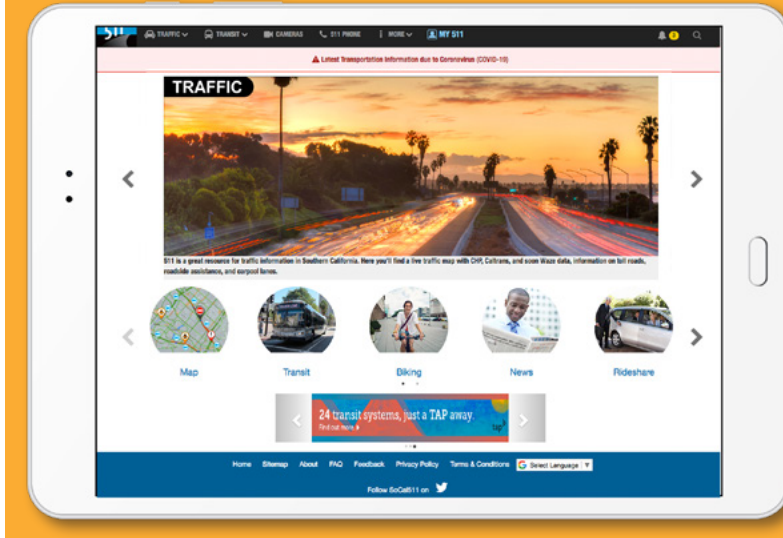 511 TRAFFIC TRANSIT CAMERAS 511 PHONE MORE MY 511 2
Latest Transportation Information due to Coronavirus (COVID-19)
TRAFFIC
511 is a great resource for traffic information in Southern California. Here you'll find a live traffic map with CHP, Caltrans, and soon Waze data, information on toll roads,
roadside assistance, and carpool lanes.
Map Transit Biking News Rideshare
24 transit systems, just a TAP away.
Find out more
tap
Home Sitemap About FAQ Feedback Privacy Policy Terms & Conditions G Select Language
Follow SoCal511 on